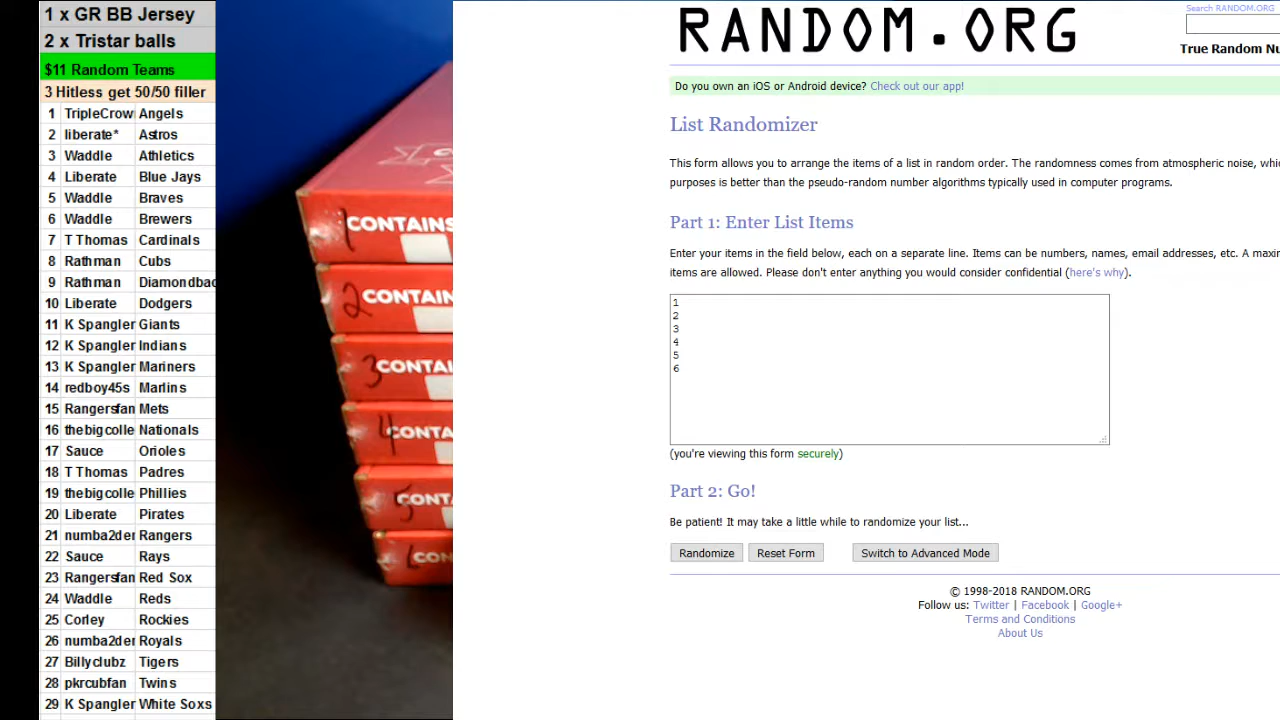 1 x GR BB Jersey
2 x Tristar balls
$11 Random Teams
3 Hitless get 50/50 filler
1 TripleCrow Angels
2 liberate* Astros
3 Waddle Athletics
4 Liberate Blue Jays
5 Waddle Braves
6 Waddle Brewers
7 T Thomas Cardinals
8 Rathman Cubs
9 Rathman Diamondbac
10 Liberate Dodgers
11 K Spangler Giants
12 K Spangler Indians
13 K Spangler Mariners
14 redboy45s Marlins
15 Rangersfan Mets
16 thebigcolle Nationals
17 Sauce Orioles
18 T Thomas Padres
19 thebigcolle Phillies
20 Liberate Pirates
21 numba2den Rangers
22 Sauce Rays
23 Rangersfan Red Sox
24 Waddle Reds
25 Corley Rockies
26 numba2den Royals
27 Billyclubz Tigers
28 pkrcubfan Twins
29 K Spangler White Soxs
1 CONTAINS
2 CONTAIN
3 CONTAI
4 CONTA
5 CONT
CON
RANDOM.ORG
Search RANDOM.ORG
True Random Nu
Do you own an iOS or Android device? Check out our app!
List Randomizer
This form allows you to arrange the items of a list in random order. The randomness comes from atmospheric noise, whic
purposes is better than the pseudo-random number algorithms typically used in computer programs.
Part 1: Enter List Items
Enter your items in the field below, each on a separate line. Items can be numbers, names, email addresses, etc. A maxi
items are allowed. Please don't enter anything you would consider confidential (here's why).
1
2
3
4
5
6
(you're viewing this form securely)
Part 2: Go!
Be patient! It may take a little while to randomize your list...
Randomize Reset Form Switch to Advanced Mode
© 1998-2018 RANDOM.ORG
Follow us: Twitter | Facebook | Google+
Terms and Conditions
About Us